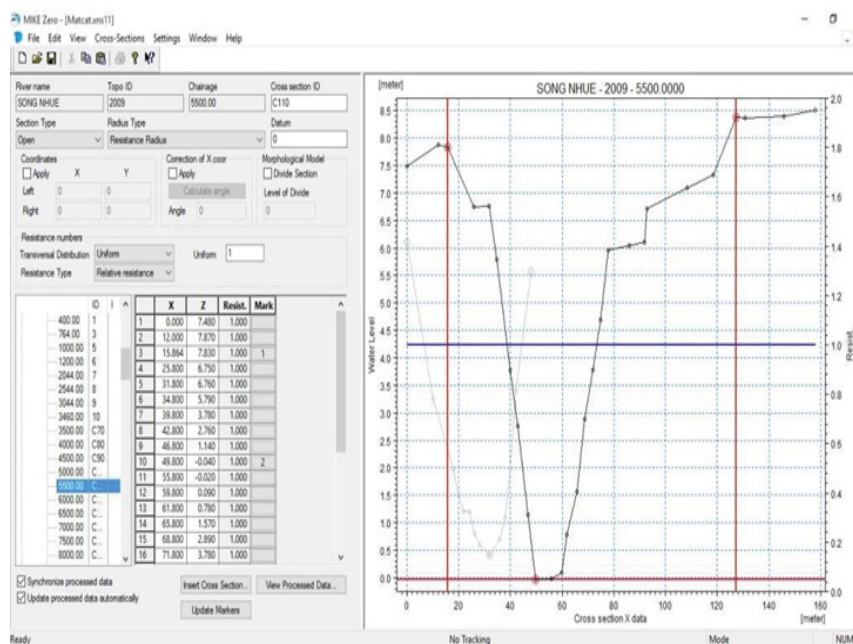 MIKE Zero - [Matcat.xns11]
File Edit View Cross-Sections Settings Window Help
River name Topo ID Chainage Cross section ID
SONG NHUE 2009 5500.00 C110
Section Type Radius Type Datum
Open Resistance Radius 0
Coordinates Correction of X coor Morphological Model
Apply X Y Apply Divide Section
Left 0 0 Calculate angle Level of Divide
Right 0 0 Angle 0 0
Resistance numbers
Transversal Distribution Uniform Uniform 1
Resistance Type Relative resistance
ID I
400.00 1
764.00 3
1000.00 5
1200.00 6
2044.00 7
2544.00 8
3044.00 9
3460.00 10
3500.00 C70
4000.00 C80
4500.00 C90
5000.00 C...
5500.00 C...
6000.00 C...
6500.00 C...
7000.00 C...
7500.00 C...
8000.00 C...
X Z Resist. Mark
1 0.000 7.480 1.000
2 12.000 7.870 1.000
3 15.864 7.830 1.000 1
4 25.800 6.750 1.000
5 31.800 6.760 1.000
6 34.800 5.790 1.000
7 39.800 3.780 1.000
8 42.800 2.760 1.000
9 46.800 1.140 1.000
10 49.800 -0.040 1.000 2
11 55.800 -0.020 1.000
12 59.800 0.090 1.000
13 61.800 0.780 1.000
14 65.800 1.570 1.000
15 68.800 2.890 1.000
16 71.800 3.780 1.000
Synchronize processed data
Update processed data automatically
Insert Cross Section... View Processed Data...
Update Markers
[meter] SONG NHUE - 2009 - 5500.0000
8.5
8.0
7.5
7.0
6.5
6.0
5.5
5.0
4.5
4.0
3.5
3.0
2.5
2.0
1.5
1.0
0.5
0.0
Water Level
2.0
1.8
1.6
1.4
1.3
1.2
1.1
1.0
0.9
0.8
0.7
0.6
0.4
0.2
0.1
0.0
Resist.
0 20 40 60 80 100 120 140 160
Cross section X data [meter]
Ready No Tracking Mode NUM